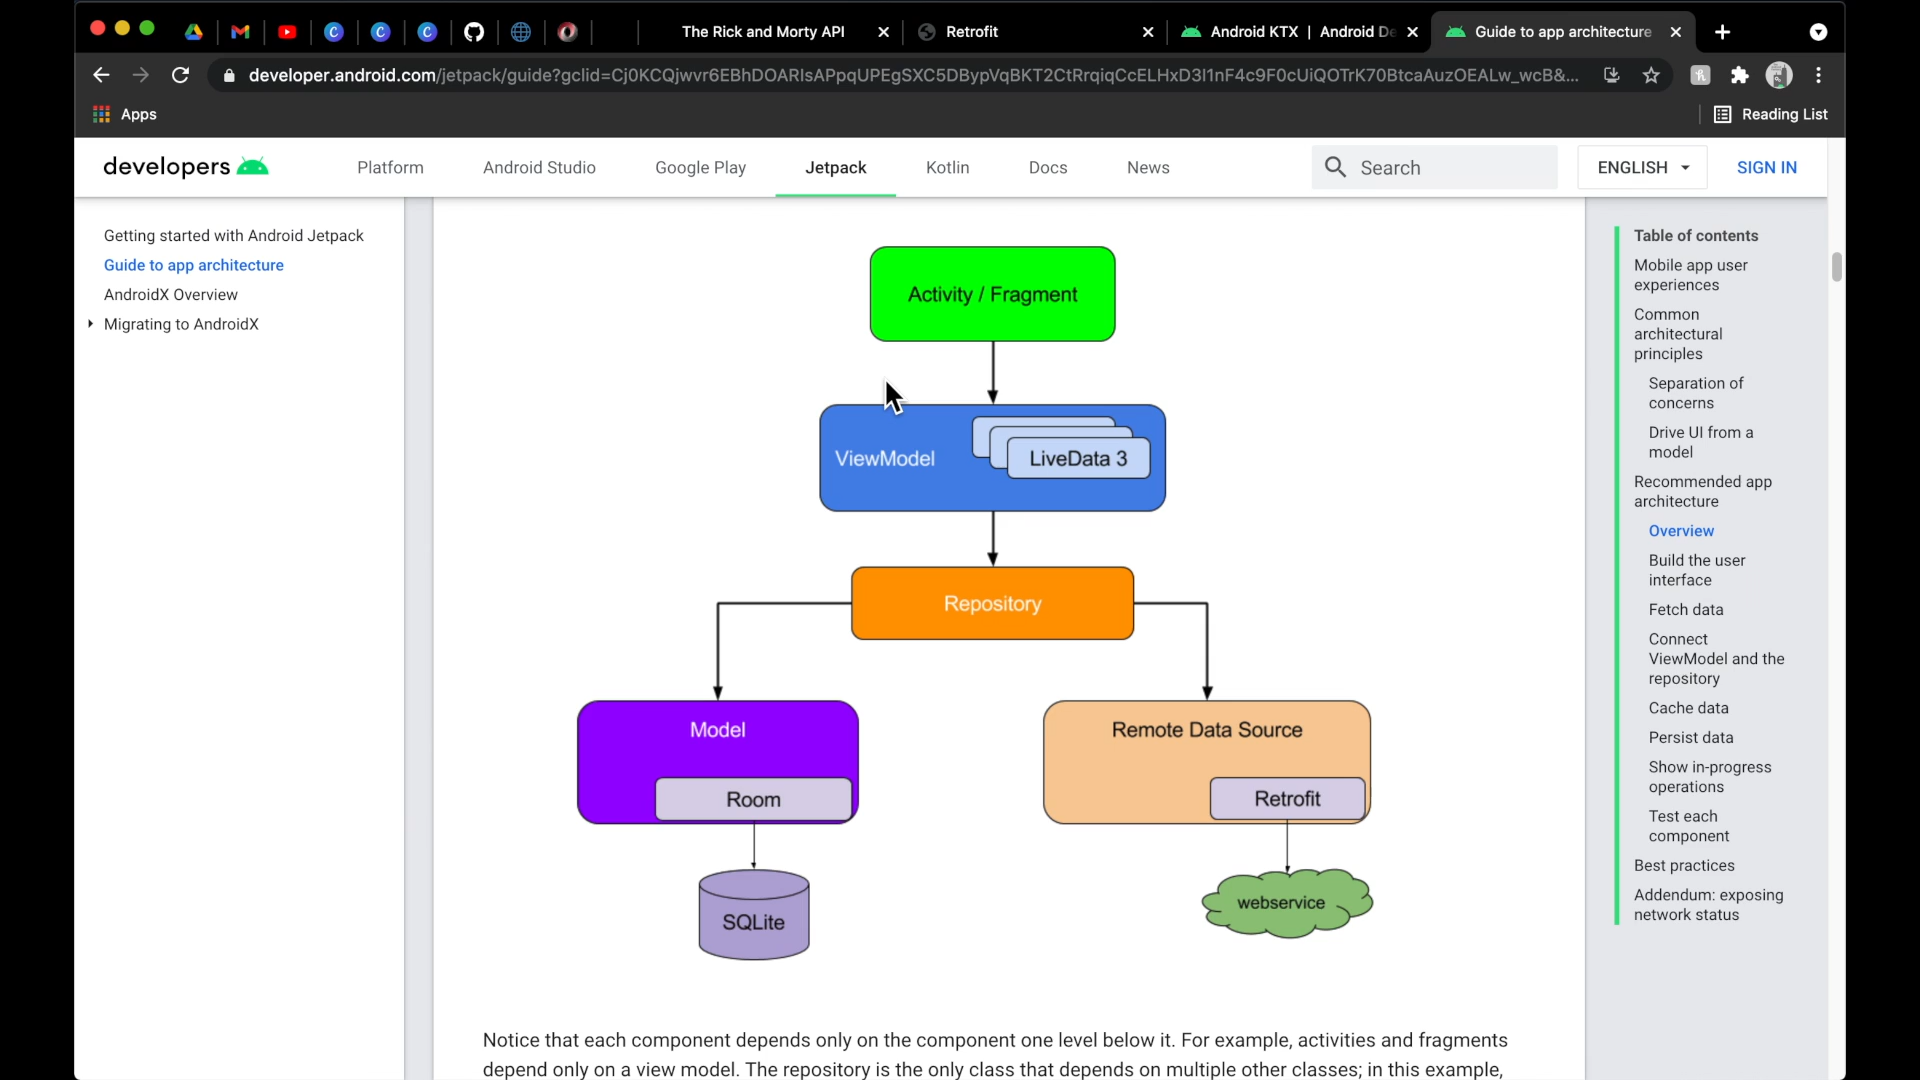 The Rick and Morty API
Retrofit
Android KTX | Android De
Guide to app architecture
developer.android.com/jetpack/guide?gclid=Cj0KCQjwvr6EBhDOARIsAPpqUPEgSXC5DBypVqBKT2CtRrqiqCcELHxD3I1nF4c9F0cUiQOTrK70BtcaAuzOEALw_wcB&...
Apps
Reading List
developers
Platform
Android Studio
Google Play
Jetpack
Kotlin
Docs
News
Search
ENGLISH
SIGN IN
Getting started with Android Jetpack
Guide to app architecture
AndroidX Overview
Migrating to AndroidX
Activity / Fragment
ViewModel
LiveData 3
Repository
Model
Room
SQLite
Remote Data Source
Retrofit
webservice
Notice that each component depends only on the component one level below it. For example, activities and fragments
depend only on a view model. The repository is the only class that depends on multiple other classes; in this example,
Table of contents
Mobile app user
experiences
Common
architectural
principles
Separation of
concerns
Drive UI from a
model
Recommended app
architecture
Overview
Build the user
interface
Fetch data
Connect
ViewModel and the
repository
Cache data
Persist data
Show in-progress
operations
Test each
component
Best practices
Addendum: exposing
network status